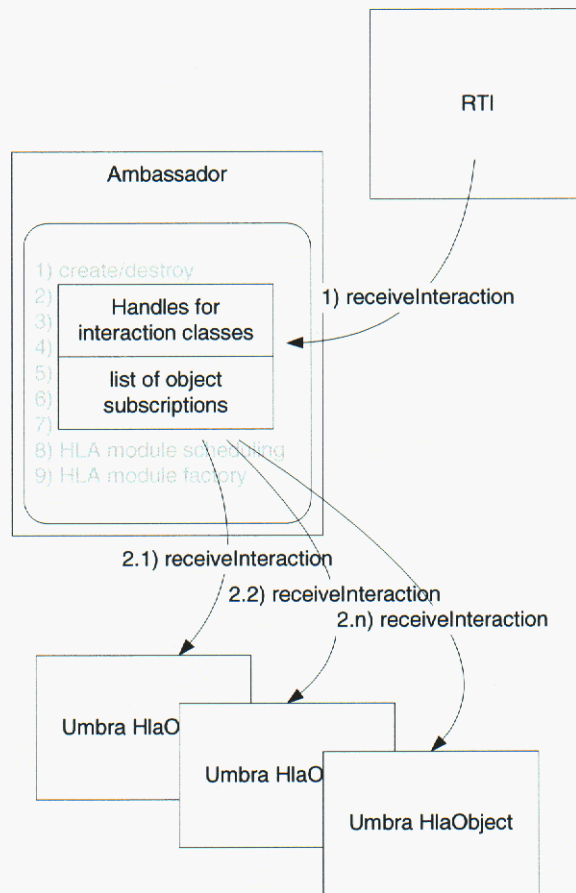 RTI
Ambassador
1) create/destroy
2)
3)
4)
5)
6)
7)
8) HLA module scheduling
9) HLA module factory
Handles for
interaction classes
list of object
subscriptions
1) receiveInteraction
2.1) receiveInteraction
2.2) receiveInteraction
2.n) receiveInteraction
Umbra HlaO
Umbra HlaO
Umbra HlaObject